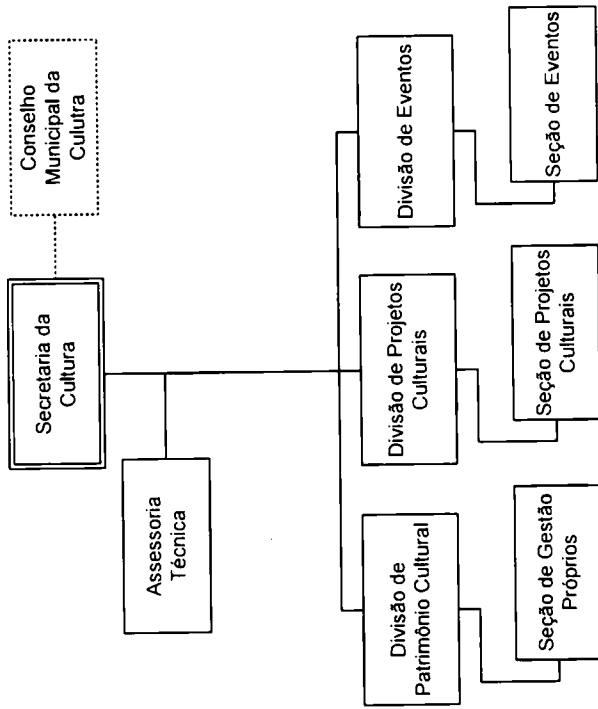 Secretaria da
Cultura
Conselho
Municipal da
Culutra
Assessoria
Técnica
Divisão de
Patrimônio Cultural
Divisão de Projetos
Culturais
Divisão de Eventos
Seção de Gestão
Próprios
Seção de Projetos
Culturais
Seção de Eventos